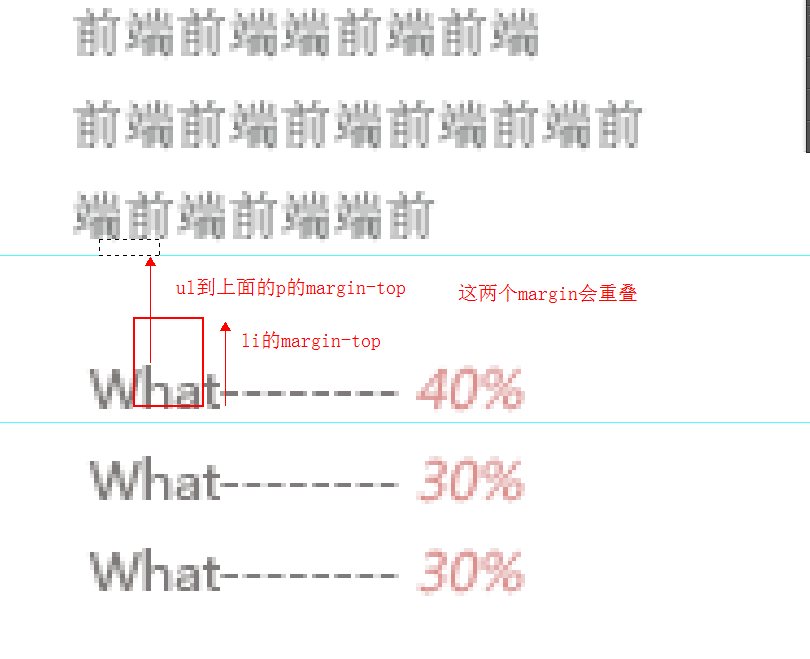 前端前端端前端前端
前端前端前端前端前端前
端前端前端端前
ul到上面的p的margin-top 这两个margin会重叠
li的margin-top
What-------- 40%
What-------- 30%
What-------- 30%